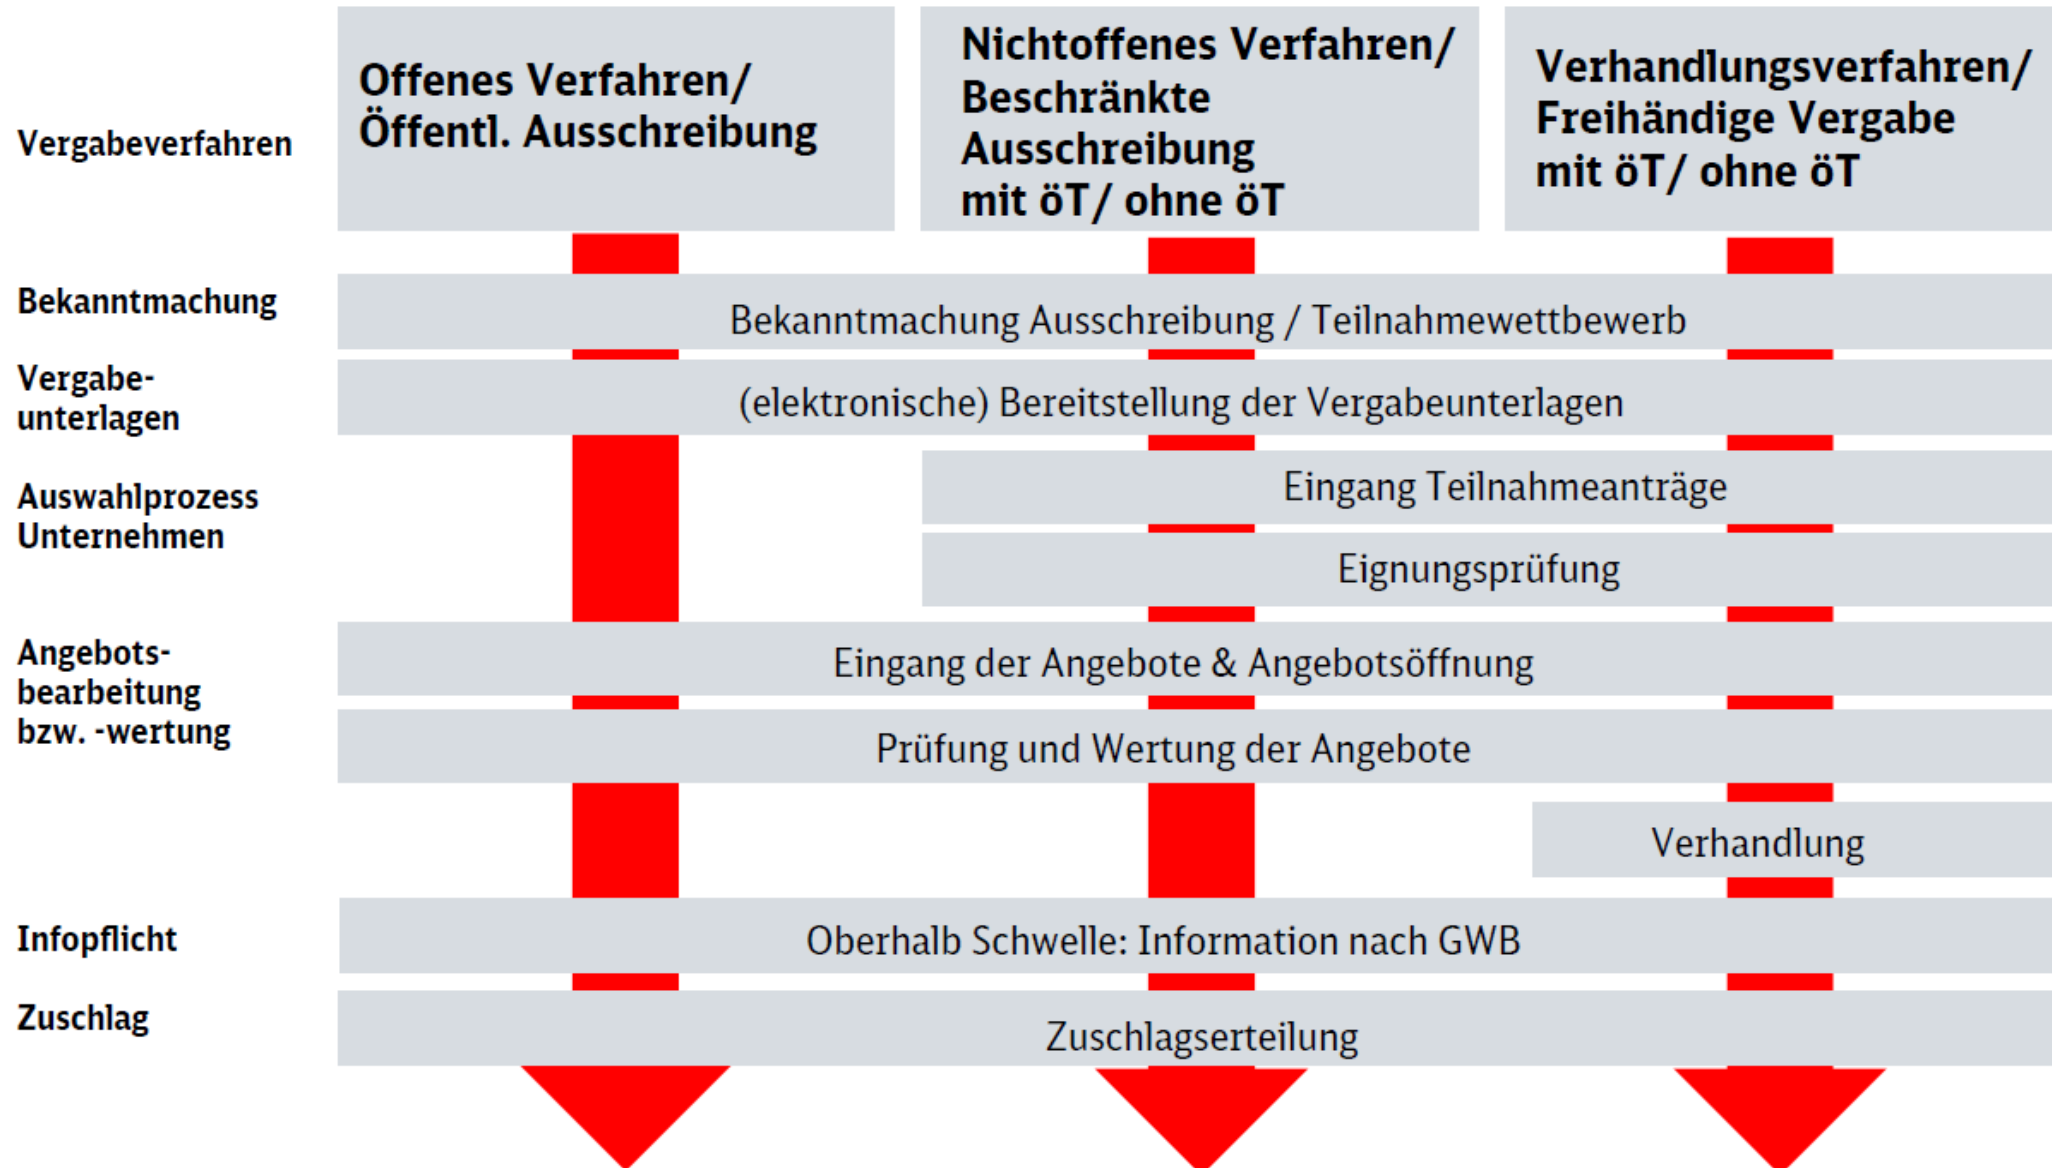 Vergabeverfahren
Offenes Verfahren/
Öffentl. Ausschreibung
Nichtoffenes Verfahren/
Beschränkte
Ausschreibung
mit öT/ ohne öT
Verhandlungsverfahren/
Freihändige Vergabe
mit öT/ ohne öT
Bekanntmachung
Bekanntmachung Ausschreibung / Teilnahmewettbewerb
Vergabe-
unterlagen
(elektronische) Bereitstellung der Vergabeunterlagen
Auswahlprozess
Unternehmen
Eingang Teilnahmeanträge
Eignungsprüfung
Angebots-
bearbeitung
bzw. -wertung
Eingang der Angebote & Angebotsöffnung
Prüfung und Wertung der Angebote
Verhandlung
Infopflicht
Oberhalb Schwelle: Information nach GWB
Zuschlag
Zuschlagserteilung